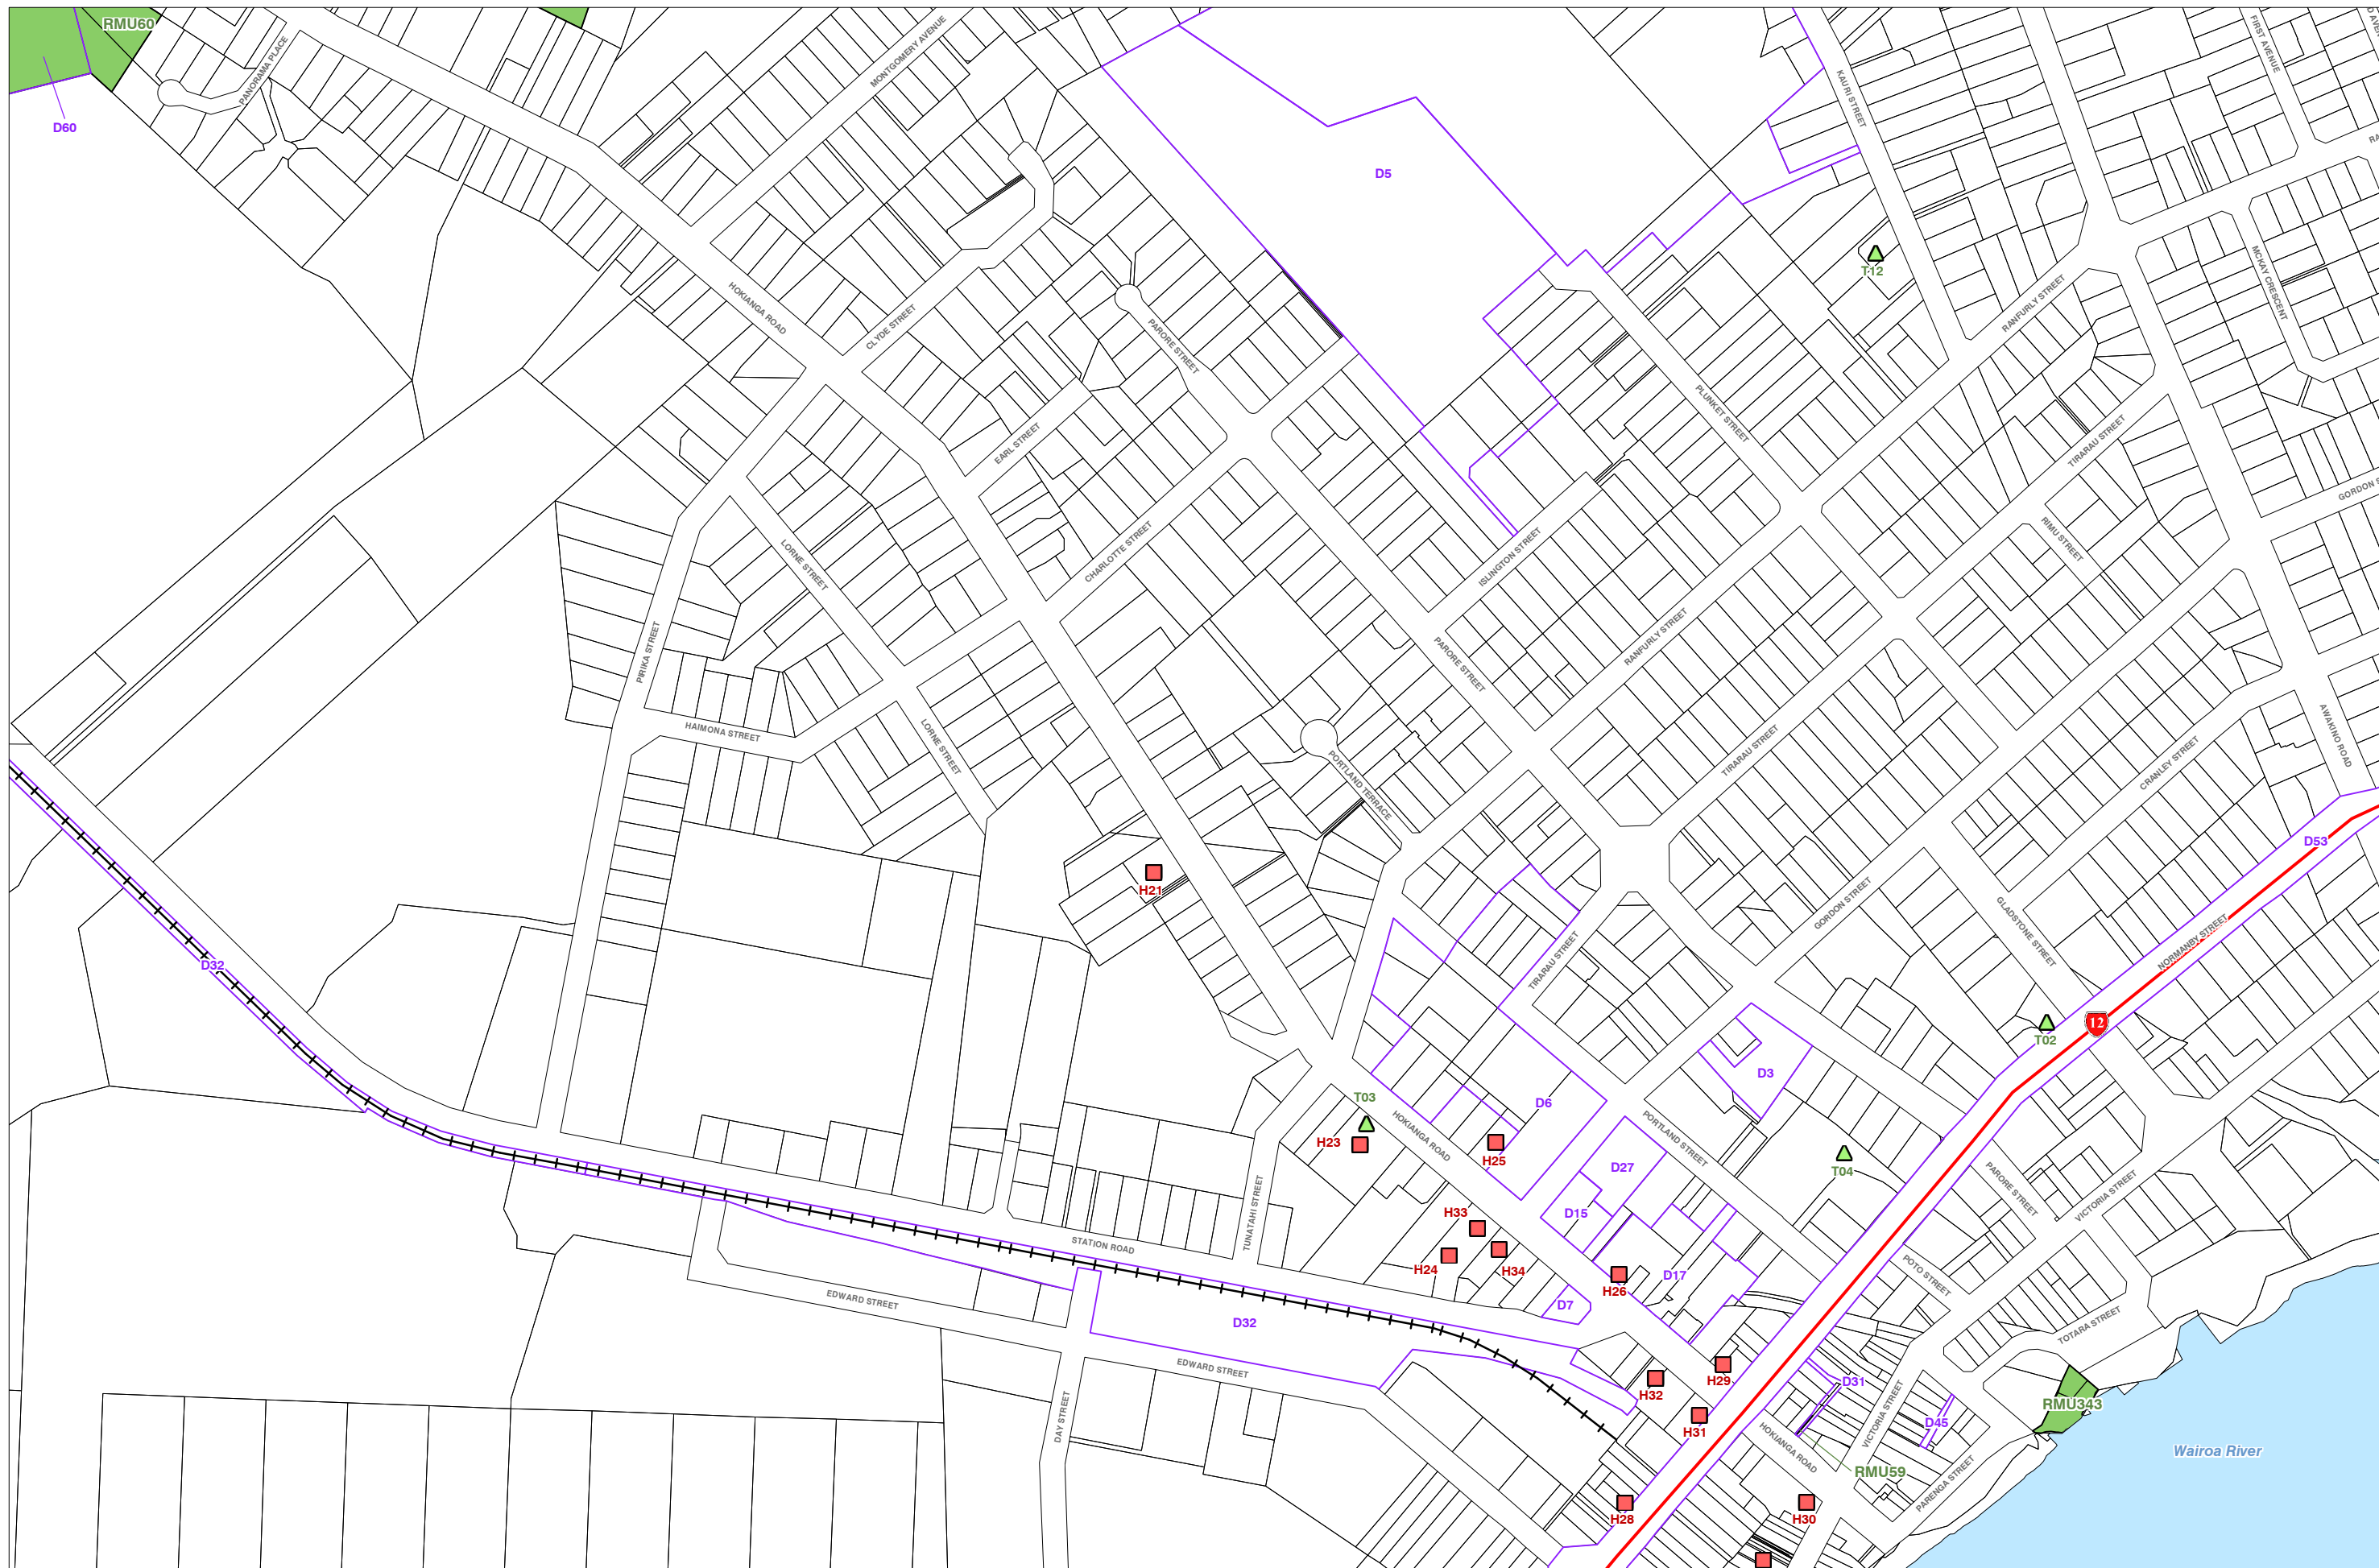 RMU60
PANORAMA PLACE
MONTGOMERY AVENUE
FIRST AVENUE
KAURI STREET
D60
D5
T12
MCKAY CRESCENT
RANFURLY STREET
HOKIANGA ROAD
CLYDE STREET
PARORE STREET
PLUNKET STREET
EARL STREET
TIRARAU STREET
GORDON S
CHARLOTTE STREET
LORNE STREET
ISLINGTON STREET
RIMU STREET
PIRIKA STREET
RANFURLY STREET
PARORE STREET
HAIMONA STREET
LORNE STREET
TIRARAU STREET
AWAKINO ROAD
CRANLEY STREET
PORTLAND TERRACE
D53
H21
GORDON STREET
GLADSTONE STREET
NORMANBY STREET
D32
TIRARAU STREET
12
T02
D3
T03
D6
HOKIANGA ROAD
PORTLAND STREET
H23
H25
D27
T04
PARORE STREET
VICTORIA STREET
TUNATAHI STREET
H33
D15
STATION ROAD
H24
H34
D17
POTO STREET
H26
EDWARD STREET
D7
D32
TOTARA STREET
EDWARD STREET
H32
H29
D31
RMU343
DAY STREET
VICTORIA STREET
D45
H31
HOKIANGA ROAD
Wairoa River
RMU59
PARENGA STREET
H28
H30